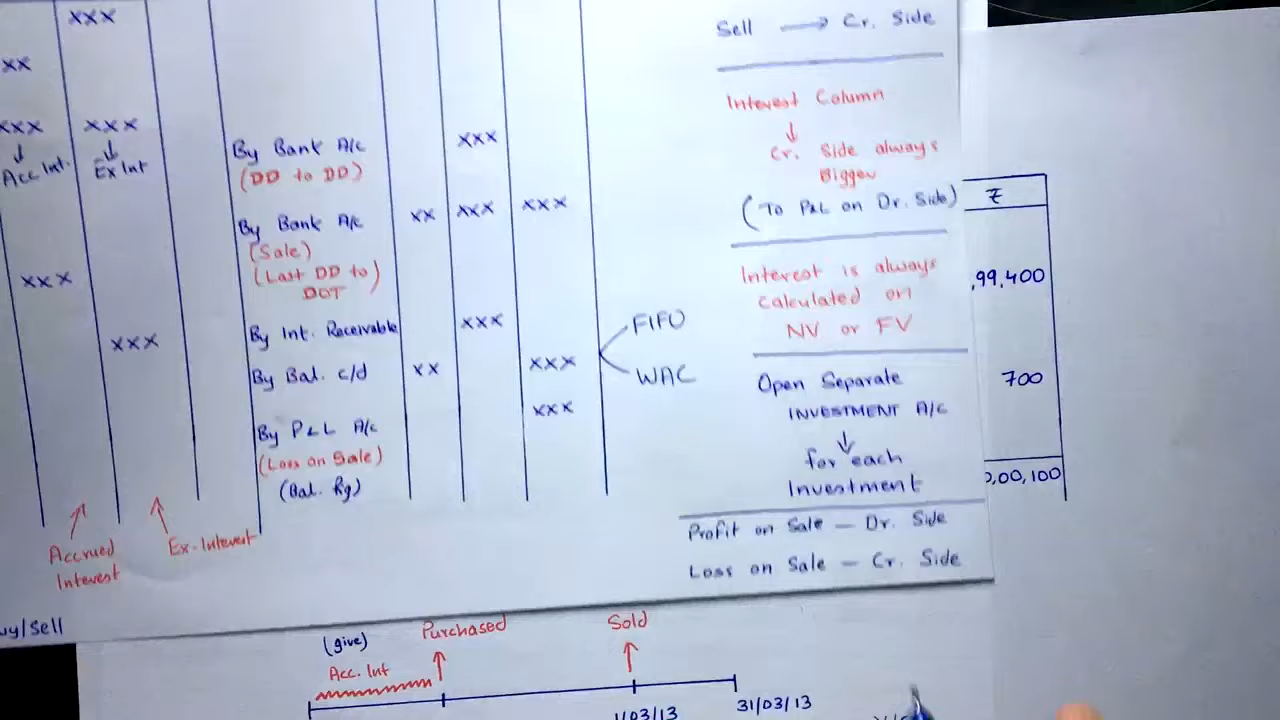 xxx
xx
xxx xxx
Acc Int. Ex Int
xxx
xxx
Accrued
Interest
Ex-Interest
By Bank A/c xxx
(DD to DD)
By Bank A/c xx xxx xxx
(Sale)
(Last DD to)
DOT
By Int. Receivable xxx
By Bal. c/d xx xxx
By P&L A/c xxx
(Loss on Sale)
(Bal. fig)
FIFO
WAC
Sell → Cr. Side
Interest Column
↓
Cr. Side always
Bigger
(To P&L on Dr. Side)
Interest is always
calculated on
NV or FV
Open Separate
INVESTMENT A/c
↓
for each
Investment
Profit on Sale – Dr. Side
Loss on Sale – Cr. Side
₹
,99,400
700
0,00,100
uy/sell
(give) Purchased Sold
Acc. Int
1/03/13 31/03/13